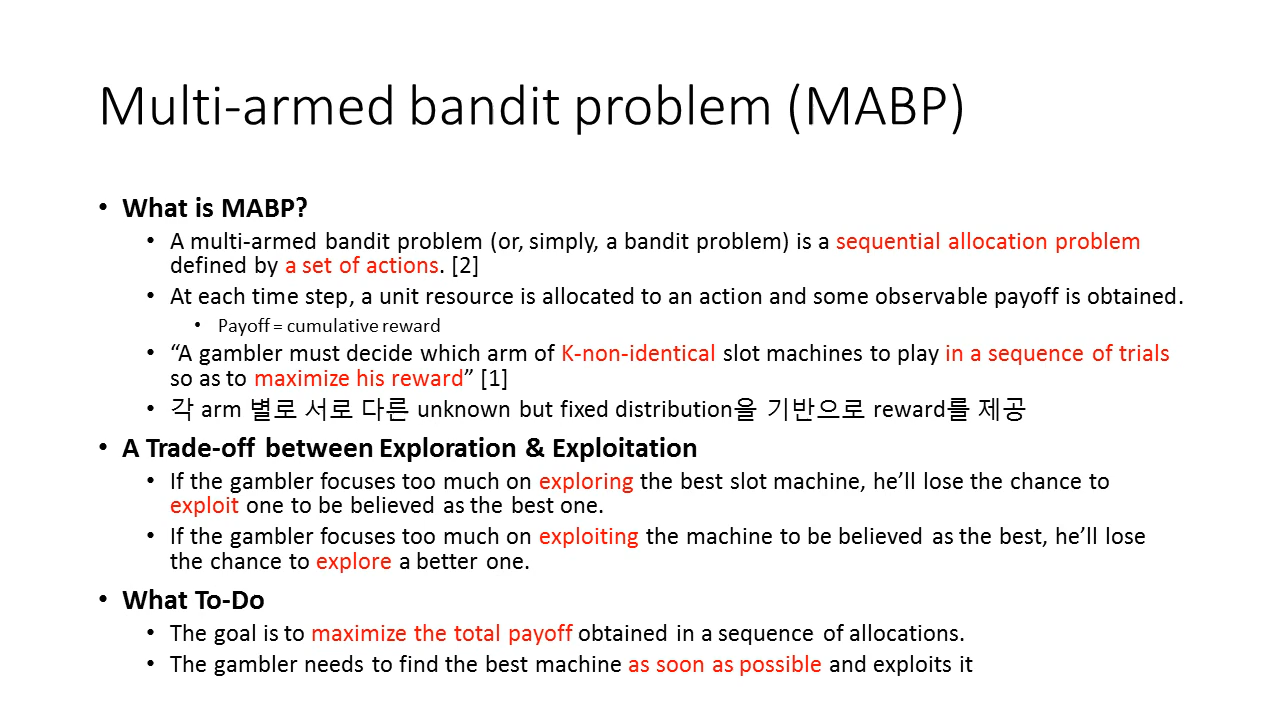 Multi-armed bandit problem (MABP)
• What is MABP?
• A multi-armed bandit problem (or, simply, a bandit problem) is a sequential allocation problem
defined by a set of actions. [2]
• At each time step, a unit resource is allocated to an action and some observable payoff is obtained.
• Payoff = cumulative reward
• “A gambler must decide which arm of K-non-identical slot machines to play in a sequence of trials
so as to maximize his reward” [1]
• 각 arm 별로 서로 다른 unknown but fixed distribution을 기반으로 reward를 제공
• A Trade-off between Exploration & Exploitation
• If the gambler focuses too much on exploring the best slot machine, he’ll lose the chance to
exploit one to be believed as the best one.
• If the gambler focuses too much on exploiting the machine to be believed as the best, he’ll lose
the chance to explore a better one.
• What To-Do
• The goal is to maximize the total payoff obtained in a sequence of allocations.
• The gambler needs to find the best machine as soon as possible and exploits it